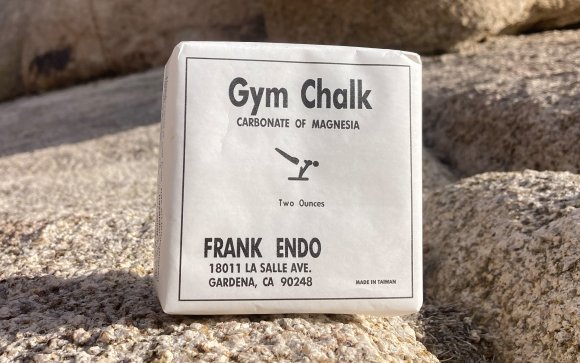 Gym Chalk
CARBONATE OF MAGNESIA
Two Ounces
FRANK ENDO
18011 LA SALLE AVE.
GARDENA, CA 90248
MADE IN TAIWAN